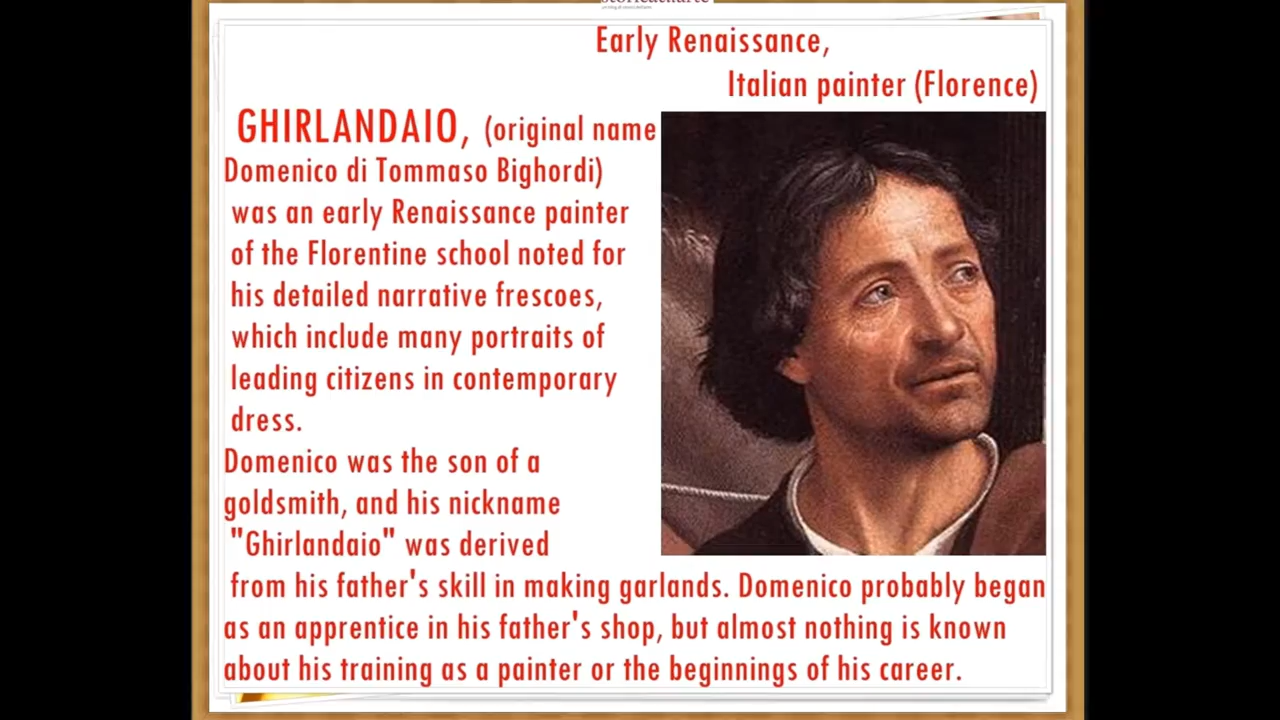 Early Renaissance,
Italian painter (Florence)
GHIRLANDAIO, (original name
Domenico di Tommaso Bighordi)
was an early Renaissance painter
of the Florentine school noted for
his detailed narrative frescoes,
which include many portraits of
leading citizens in contemporary
dress.
Domenico was the son of a
goldsmith, and his nickname
"Ghirlandaio" was derived
from his father's skill in making garlands. Domenico probably began
as an apprentice in his father's shop, but almost nothing is known
about his training as a painter or the beginnings of his career.